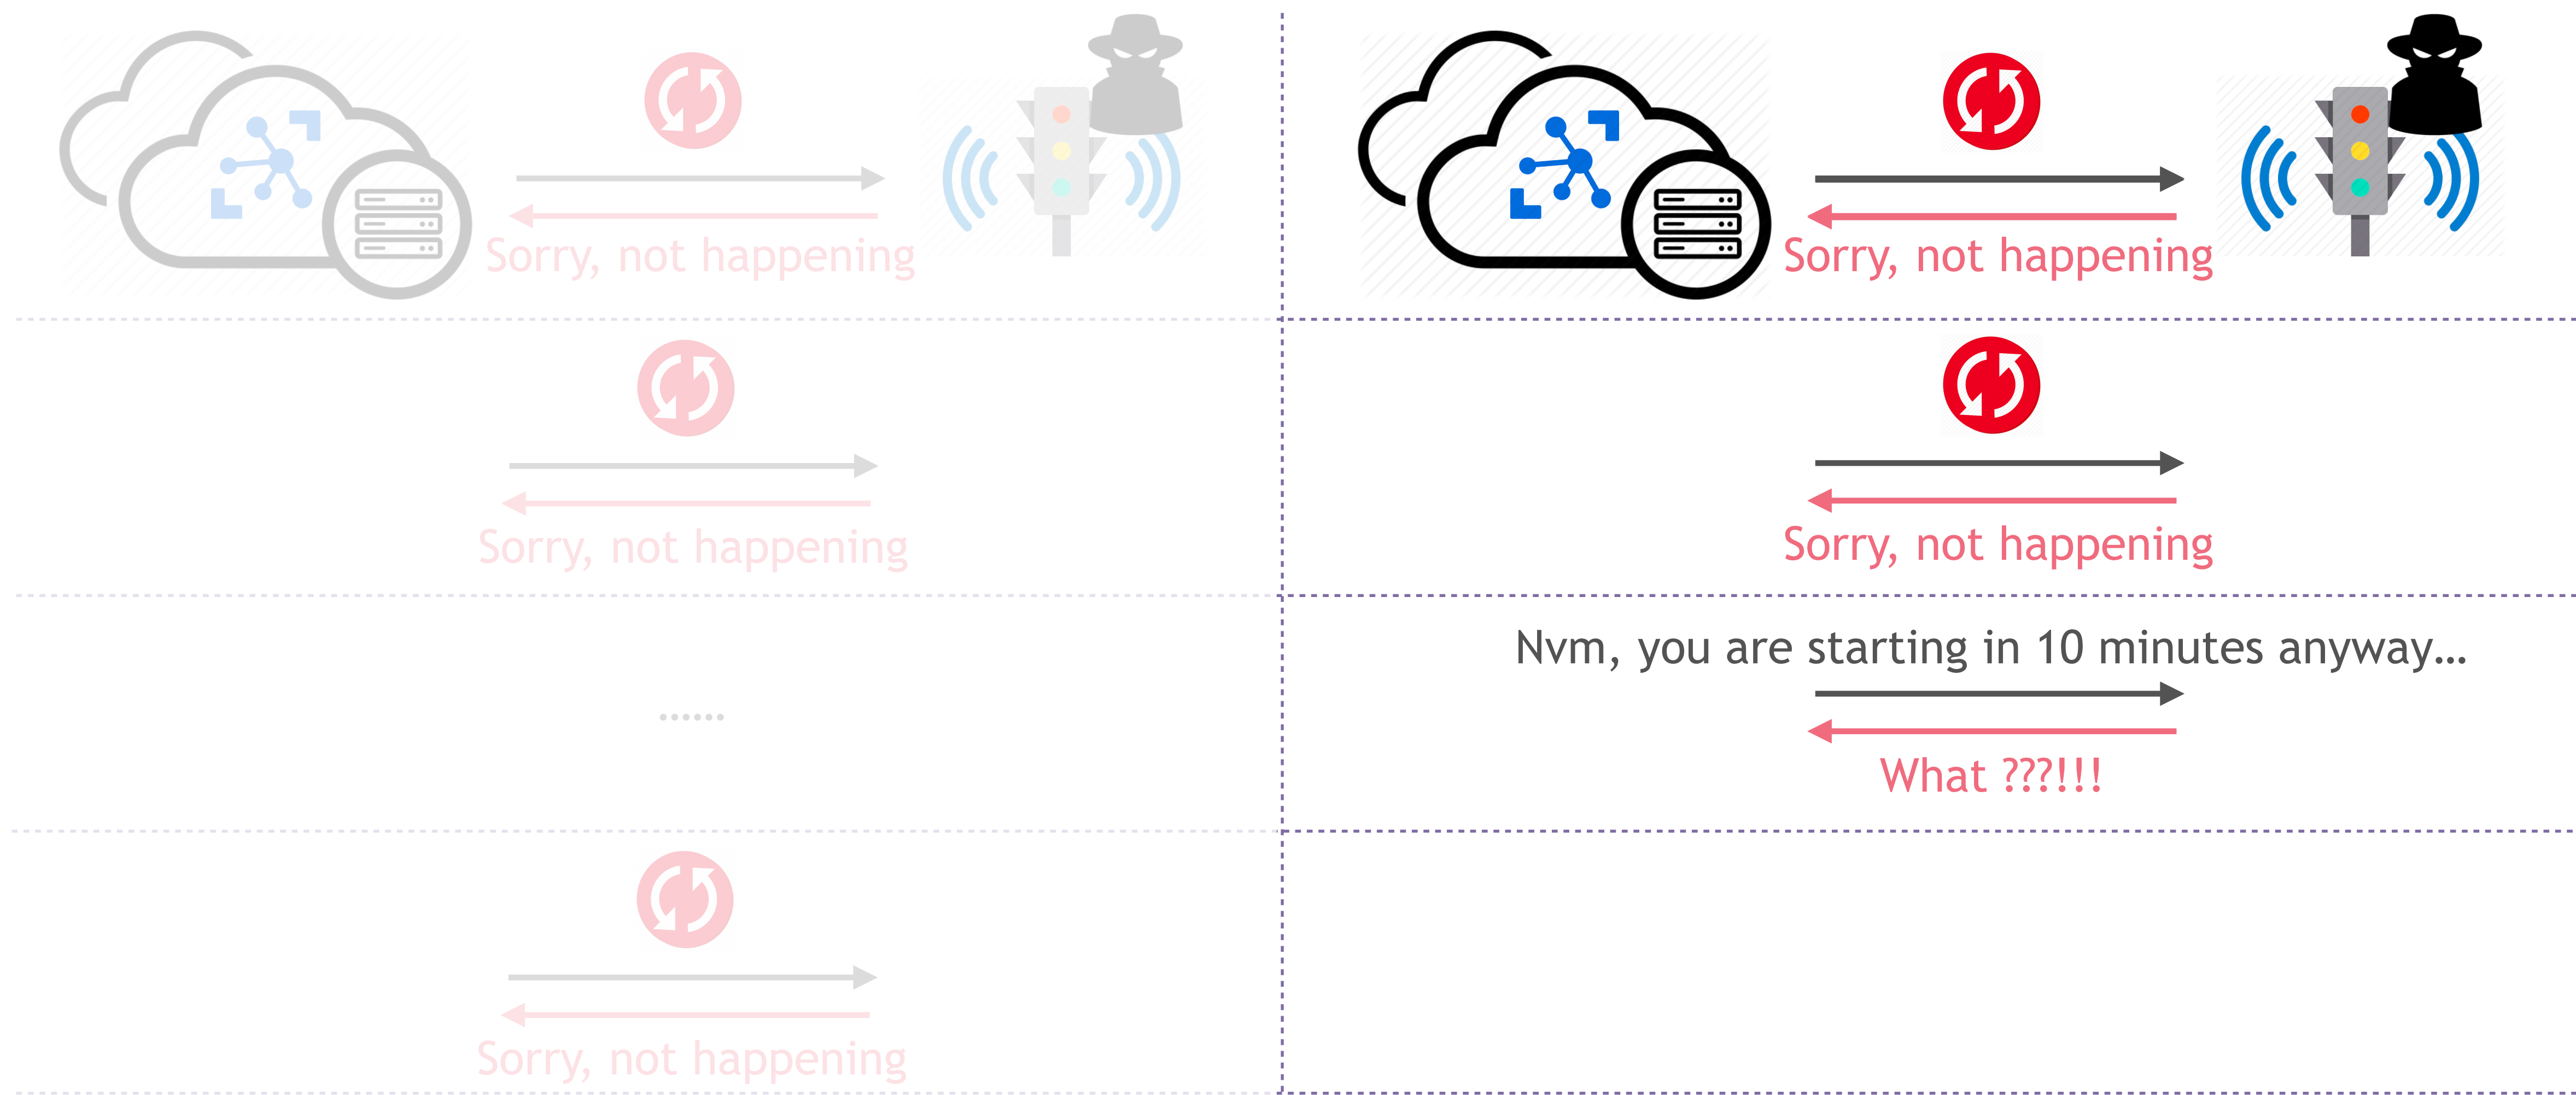 Sorry, not happening
Sorry, not happening
Sorry, not happening
Sorry, not happening
Nvm, you are starting in 10 minutes anyway...
......
What ???!!!
Sorry, not happening